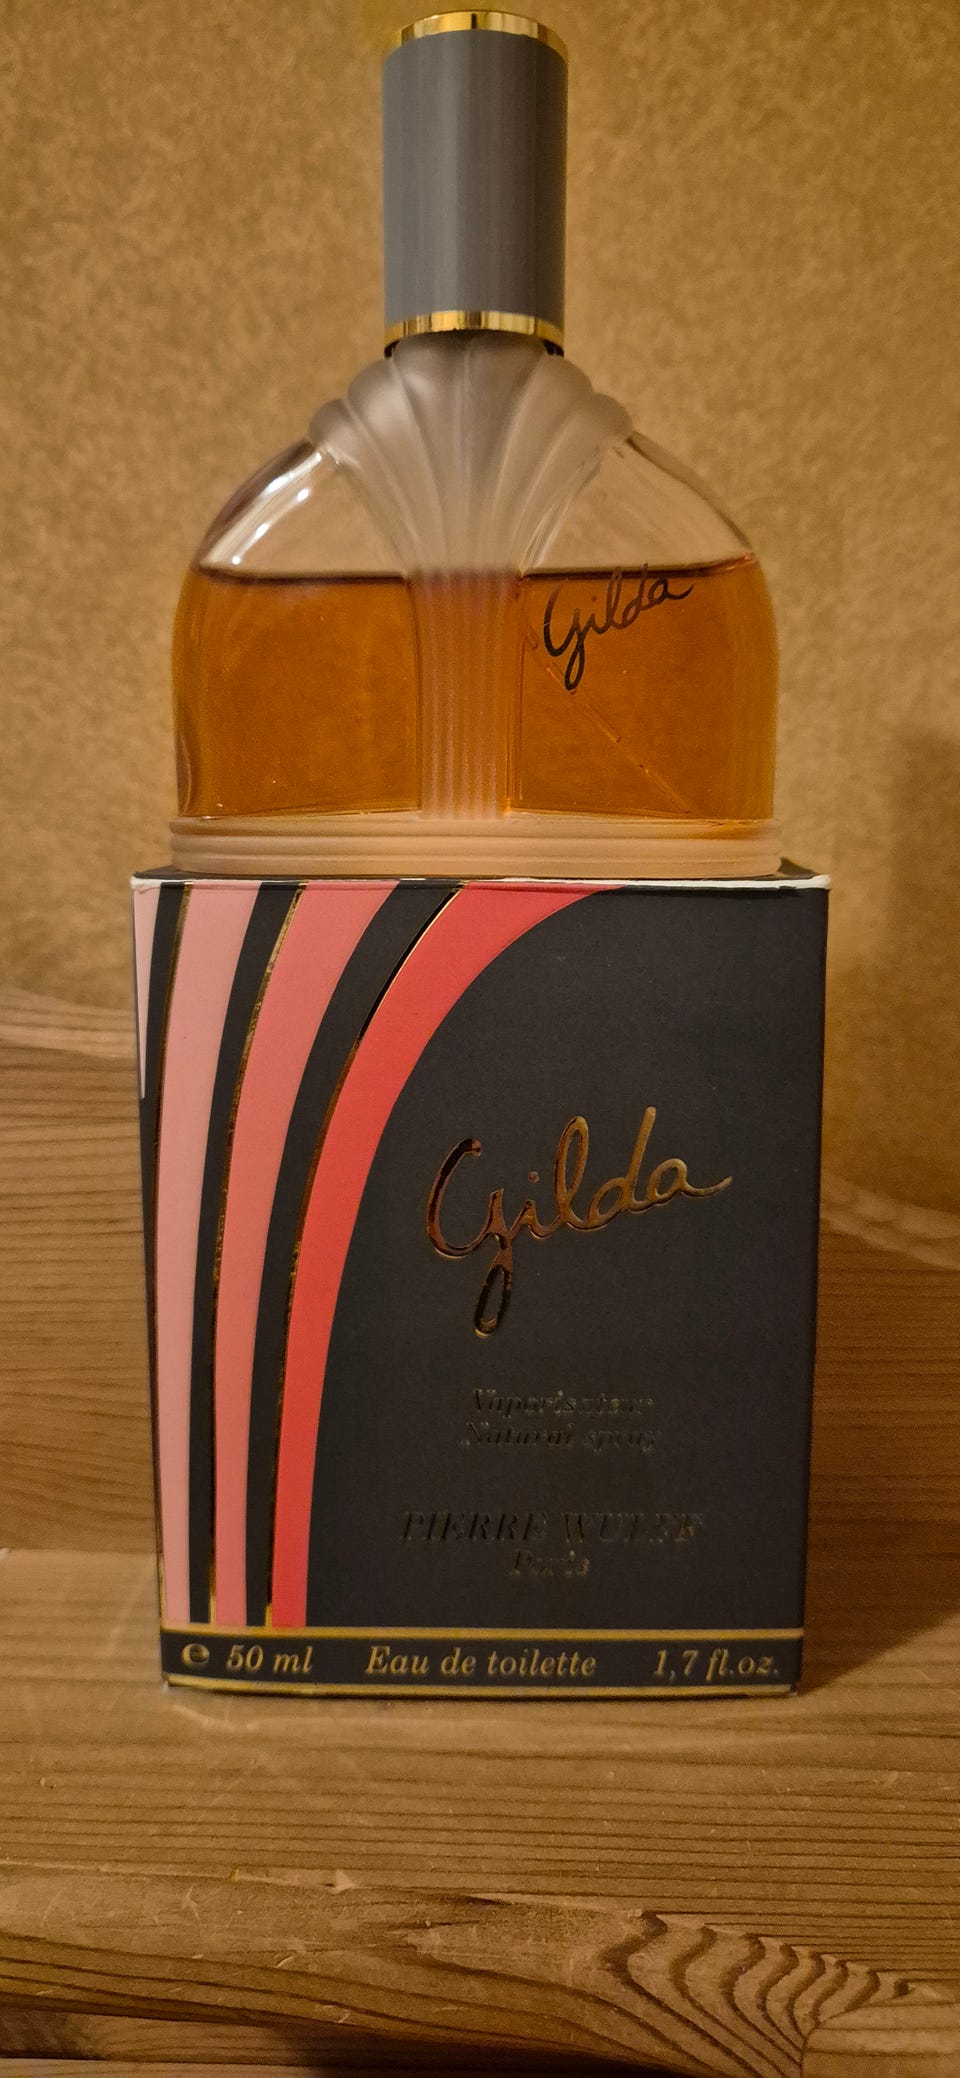 Gilda
Gilda
Vaporisateur
Natural spray
PIERRE WULFF
Paris
e 50 ml Eau de toilette 1,7 fl.oz.